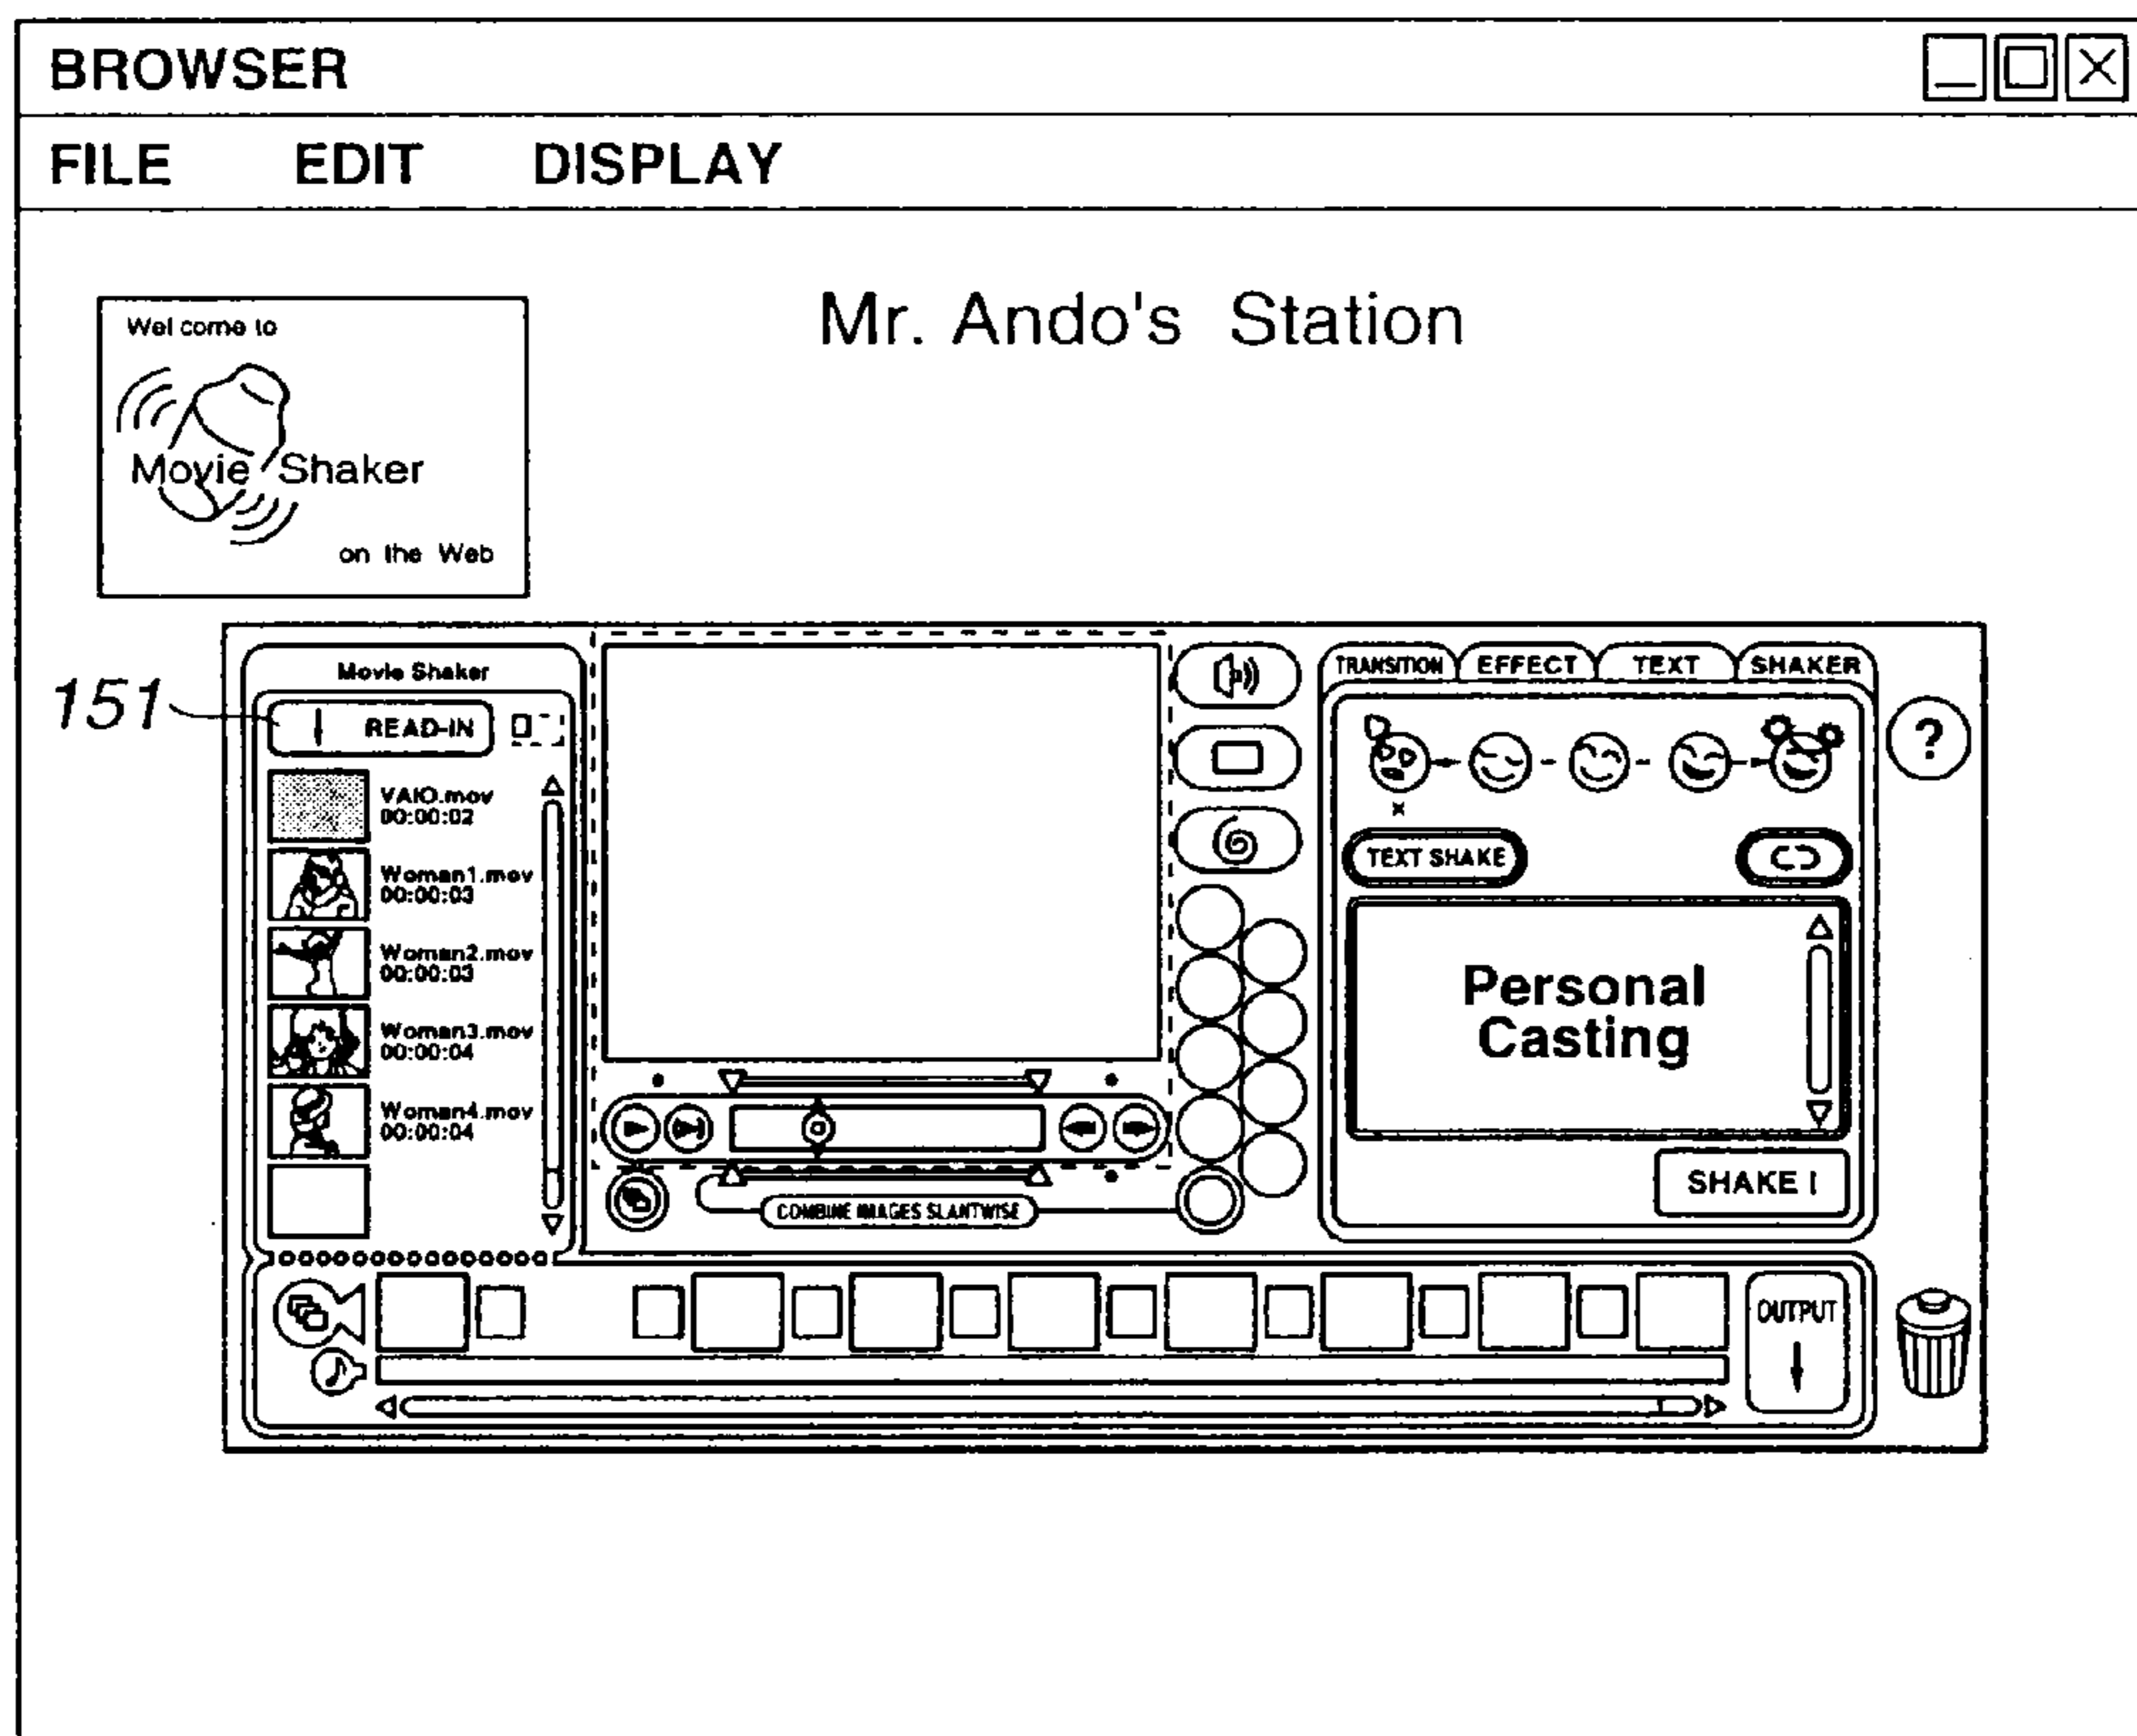 BROWSER
FILE EDIT DISPLAY
Mr. Ando's Station
Welcome to
Movie Shaker
on the Web
151
Movie Shaker
READ-IN
VAIO.mov
00:00:02
Woman1.mov
00:00:03
Woman2.mov
00:00:03
Woman3.mov
00:00:04
Woman4.mov
00:00:04
COMBINE IMAGES SLANTWISE
TRANSITION EFFECT TEXT SHAKER
?
x
TEXT SHAKE
Personal
Casting
SHAKE !
OUTPUT